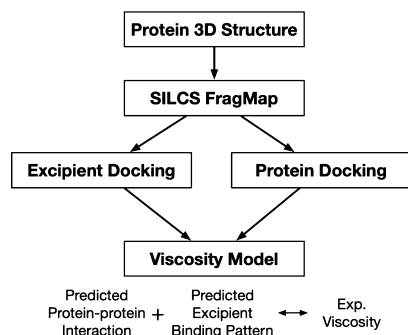 Protein 3D Structure
SILCS FragMap
Excipient Docking
Protein Docking
Viscosity Model
Predicted
Protein-protein
Interaction
+
Predicted
Excipient
Binding Pattern
Exp.
Viscosity